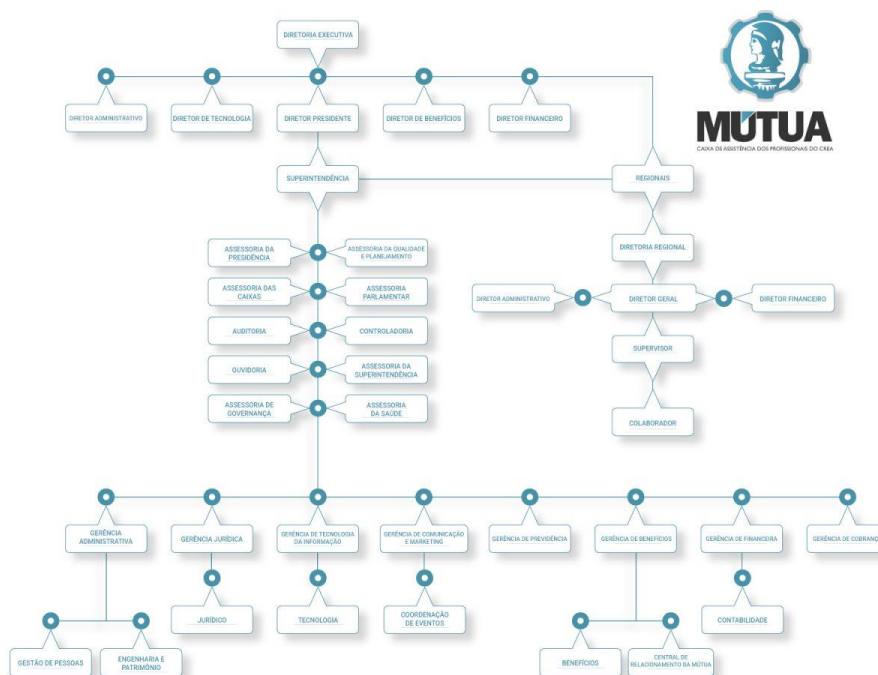 DIRETORIA EXECUTIVA
DIRETOR ADMINISTRATIVO
DIRETOR DE TECNOLOGIA
DIRETOR PRESIDENTE
DIRETOR DE BENEFÍCIOS
DIRETOR FINANCEIRO
MÚTUA
CAIXA DE ASSISTÊNCIA DOS PROFISSIONAIS DO CREA
SUPERINTENDÊNCIA
REGIONAIS
ASSESSORIA DA
PRESIDÊNCIA
ASSESSORIA DA QUALIDADE
E PLANEJAMENTO
DIRETORIA REGIONAL
ASSESSORIA DAS
CAIXAS
ASSESSORIA
PARLAMENTAR
DIRETOR ADMINISTRATIVO
DIRETOR GERAL
DIRETOR FINANCEIRO
AUDITORIA
CONTROLADORIA
SUPERVISOR
OUVIDORIA
ASSESSORIA DA
SUPERINTENDÊNCIA
ASSESSORIA DE
GOVERNANÇA
ASSESSORIA
DA SAÚDE
COLABORADOR
GERÊNCIA
ADMINISTRATIVA
GERÊNCIA JURÍDICA
GERÊNCIA DE TECNOLOGIA
DA INFORMAÇÃO
GERÊNCIA DE COMUNICAÇÃO
E MARKETING
GERÊNCIA DE PREVIDÊNCIA
GERÊNCIA DE BENEFÍCIOS
GERÊNCIA DE FINANCEIRA
GERÊNCIA DE COBRANÇ
JURÍDICO
TECNOLOGIA
COORDENAÇÃO
DE EVENTOS
CONTABILIDADE
GESTÃO DE PESSOAS
ENGENHARIA E
PATRIMÔNIO
BENEFÍCIOS
CENTRAL DE
RELACIONAMENTO DA MÚTUA